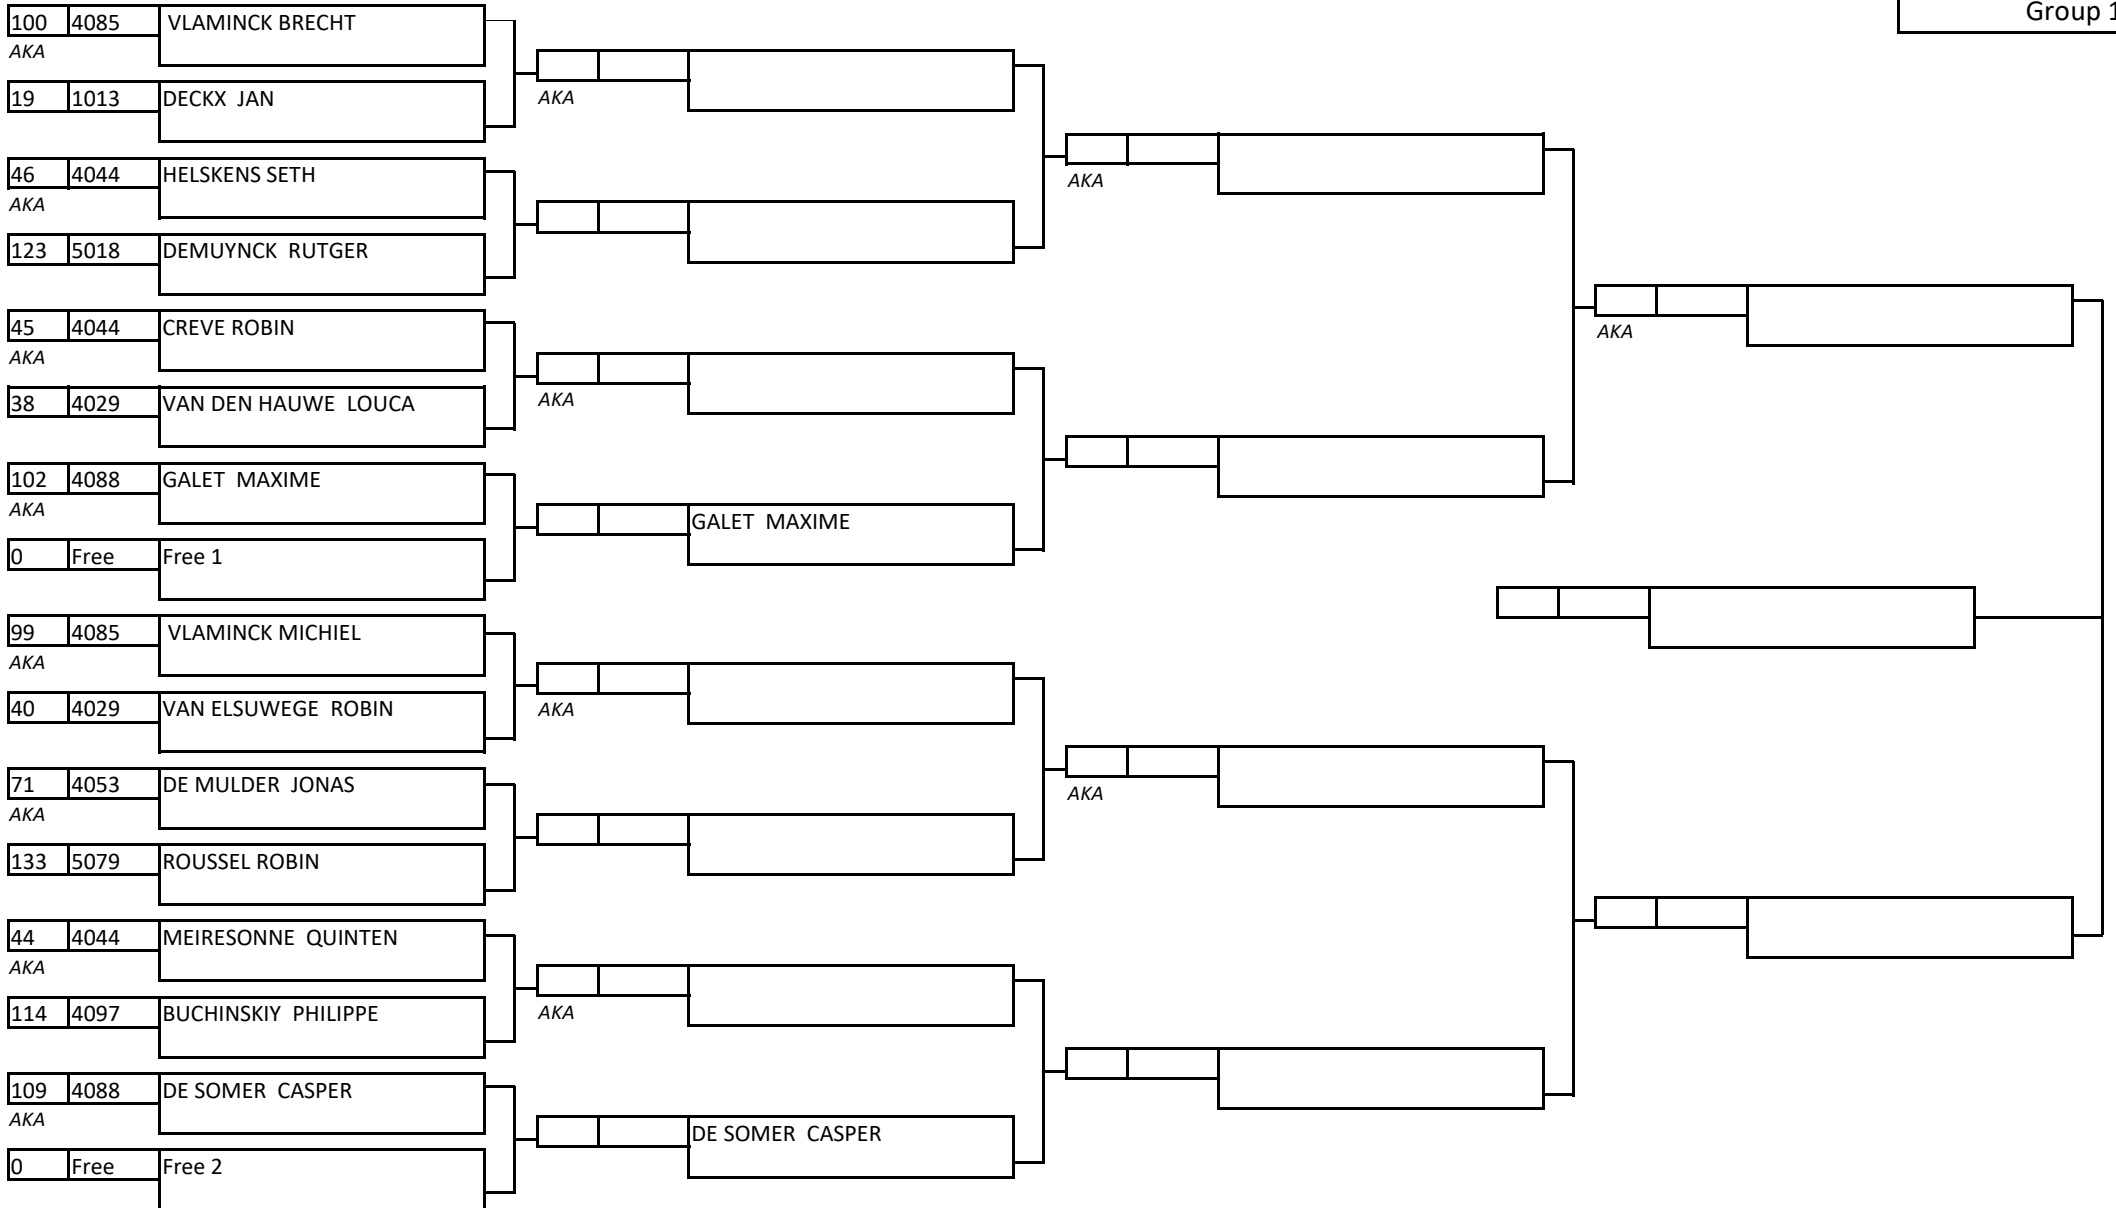 Group 1
100 4085 VLAMINCK BRECHT
AKA
19 1013 DECKX JAN
AKA
46 4044 HELSKENS SETH
AKA
AKA
123 5018 DEMUYNCK RUTGER
45 4044 CREVE ROBIN
AKA
AKA
38 4029 VAN DEN HAUWE LOUCA
AKA
102 4088 GALET MAXIME
AKA
GALET MAXIME
0 Free Free 1
99 4085 VLAMINCK MICHIEL
AKA
40 4029 VAN ELSUWEGE ROBIN
AKA
71 4053 DE MULDER JONAS
AKA
AKA
133 5079 ROUSSEL ROBIN
44 4044 MEIRESONNE QUINTEN
AKA
114 4097 BUCHINSKIY PHILIPPE
AKA
109 4088 DE SOMER CASPER
AKA
DE SOMER CASPER
0 Free Free 2